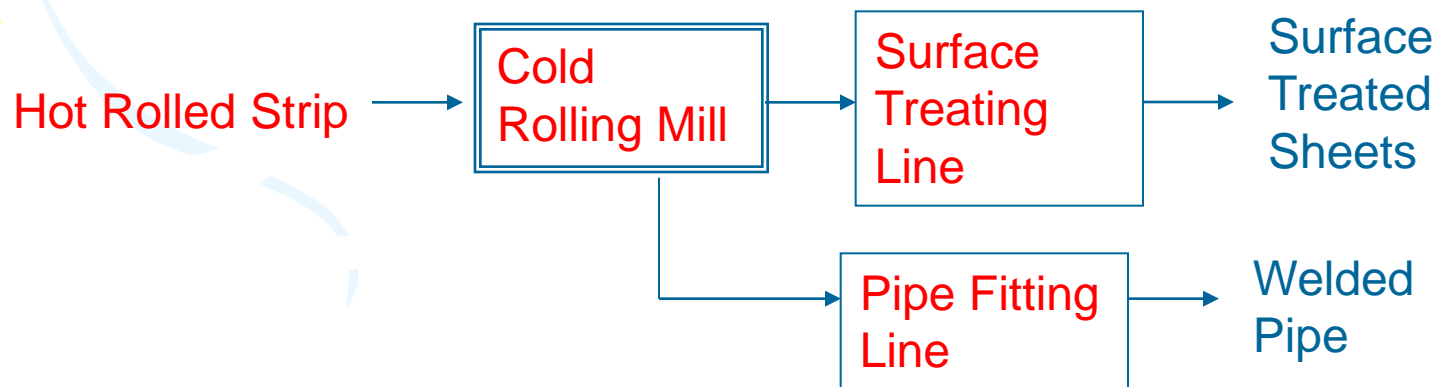 Hot Rolled Strip
Cold
Rolling Mill
Surface
Treating
Line
Surface
Treated
Sheets
Pipe Fitting
Line
Welded
Pipe